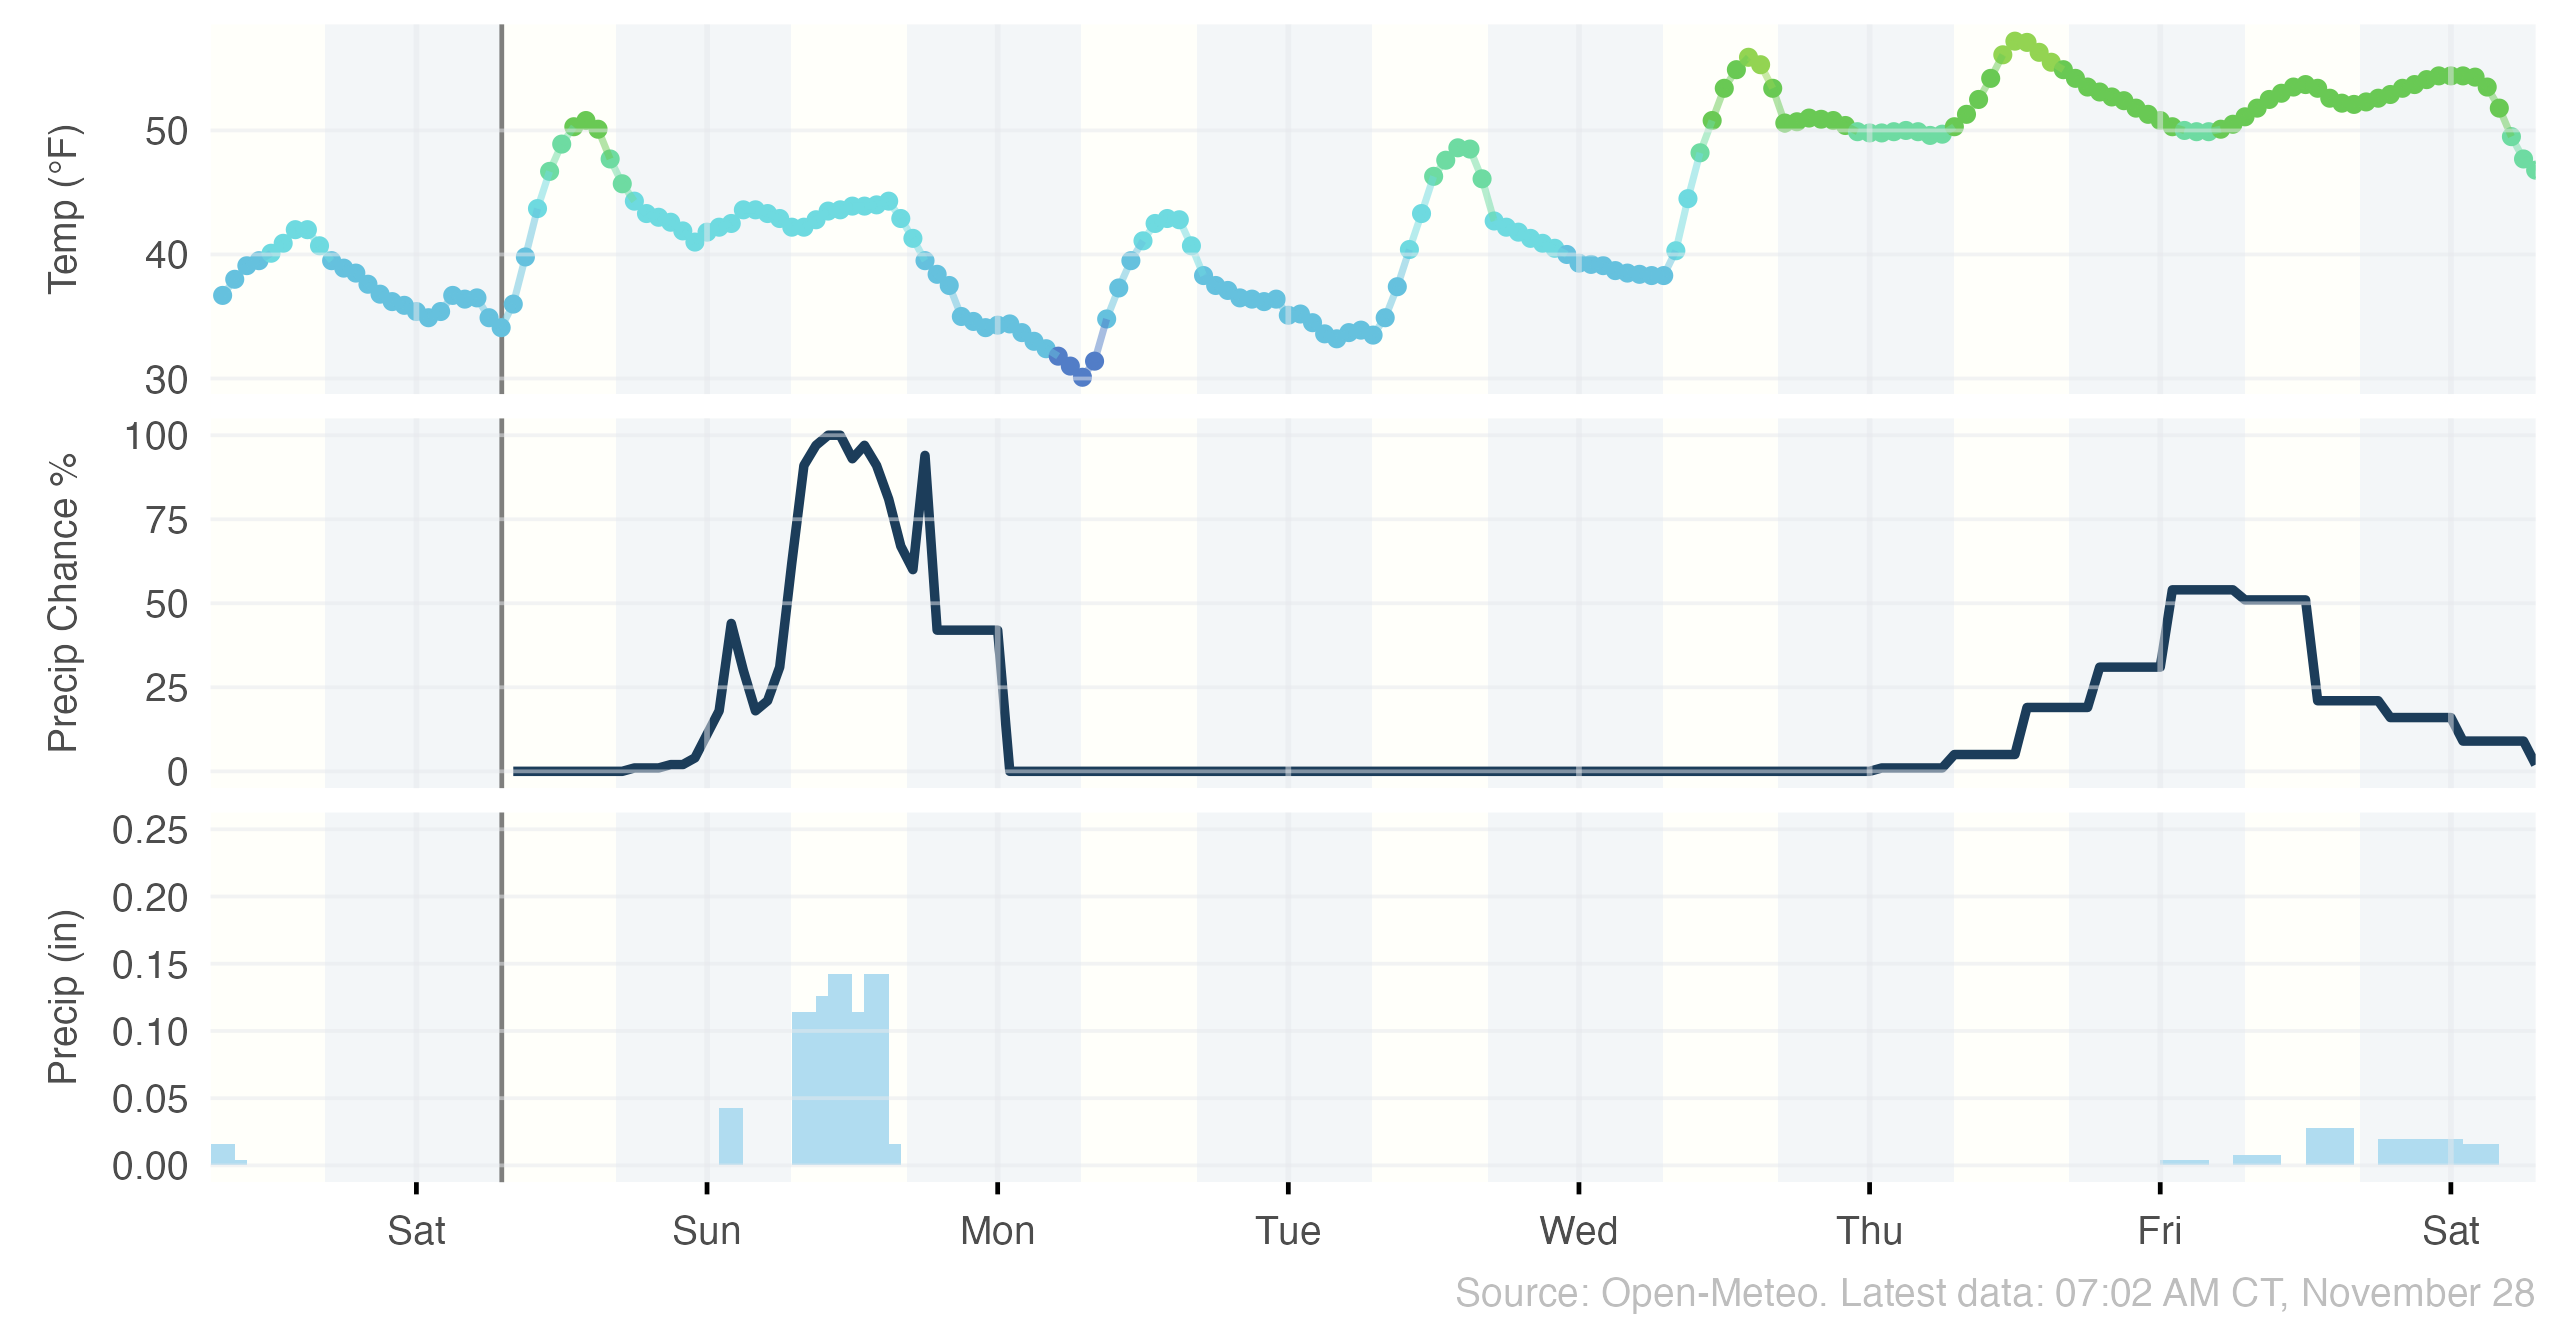 Temp (°F)
50
40
30
Precip Chance %
100
75
50
25
0
Precip (in)
0.25
0.20
0.15
0.10
0.05
0.00
Sat Sun Mon Tue Wed Thu Fri Sat
Source: Open-Meteo. Latest data: 07:02 AM CT, November 28